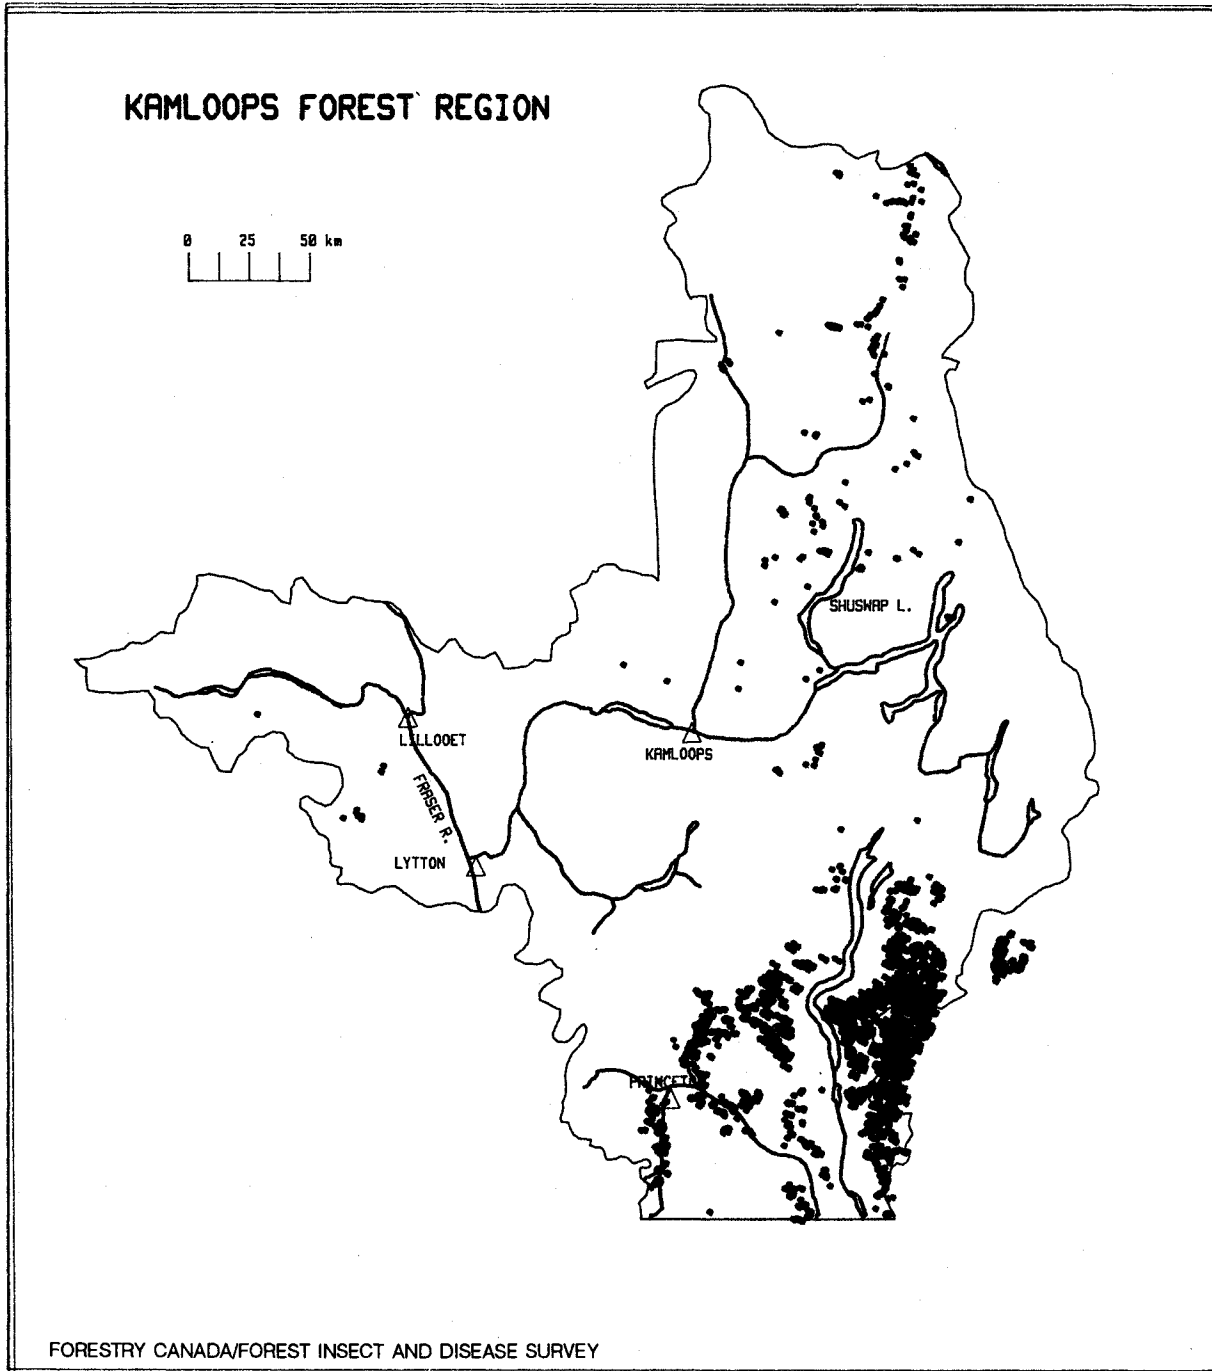 KAMLOOPS FOREST REGION
0 25 50 km
SHUSWAP L.
LILLOOET
KAMLOOPS
FRASER R.
LYTTON
FORESTRY CANADA/FOREST INSECT AND DISEASE SURVEY